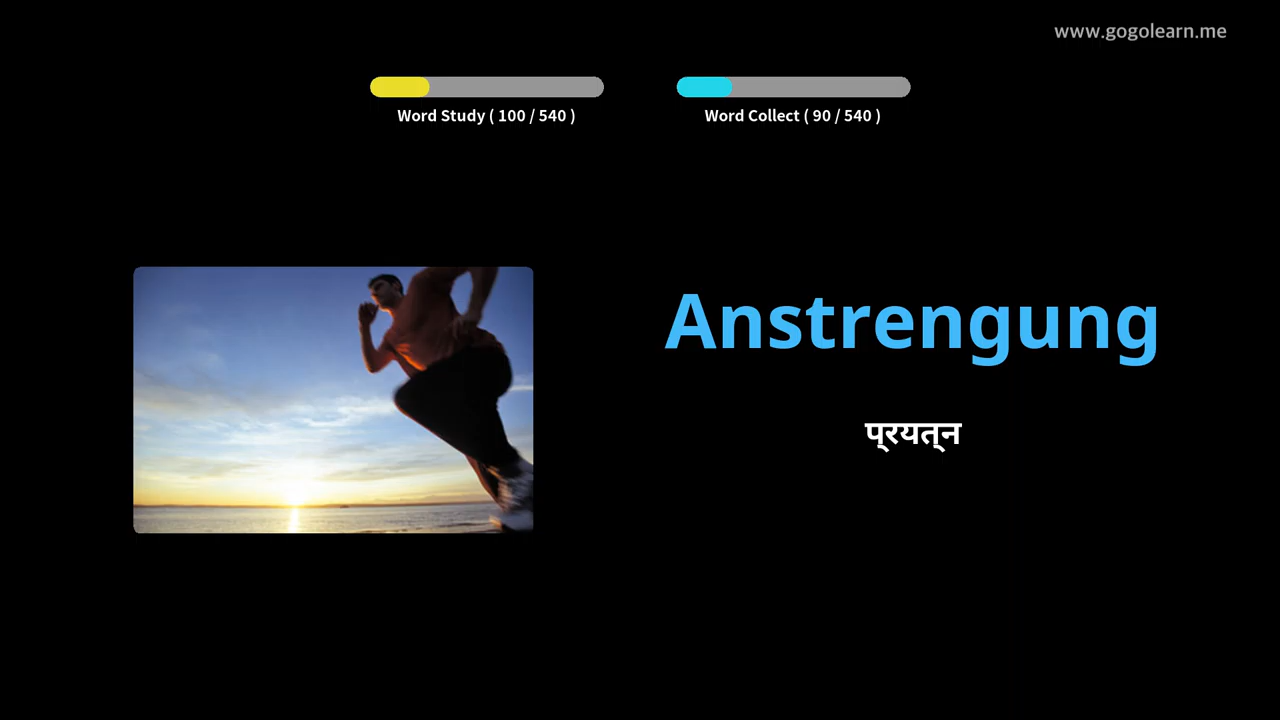 www.gogolearn.me
Word Study ( 100 / 540 )
Word Collect ( 90 / 540 )
Anstrengung
प्रयत्न